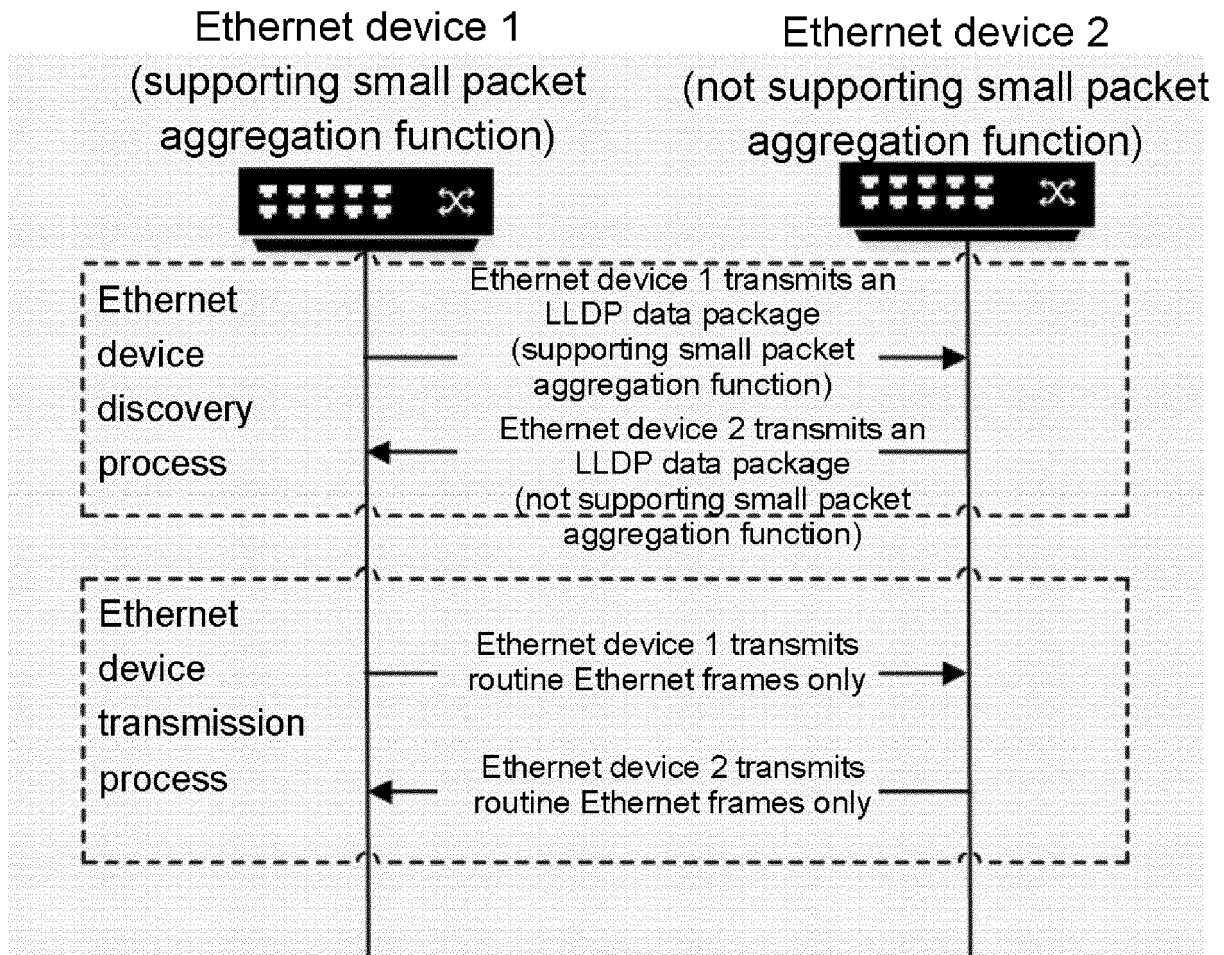 Ethernet device 1
(supporting small packet
aggregation function)
Ethernet device 2
(not supporting small packet
aggregation function)
Ethernet
device
discovery
process
Ethernet device 1 transmits an
LLDP data package
(supporting small packet
aggregation function)
Ethernet device 2 transmits an
LLDP data package
(not supporting small packet
aggregation function)
Ethernet
device
transmission
process
Ethernet device 1 transmits
routine Ethernet frames only
Ethernet device 2 transmits
routine Ethernet frames only